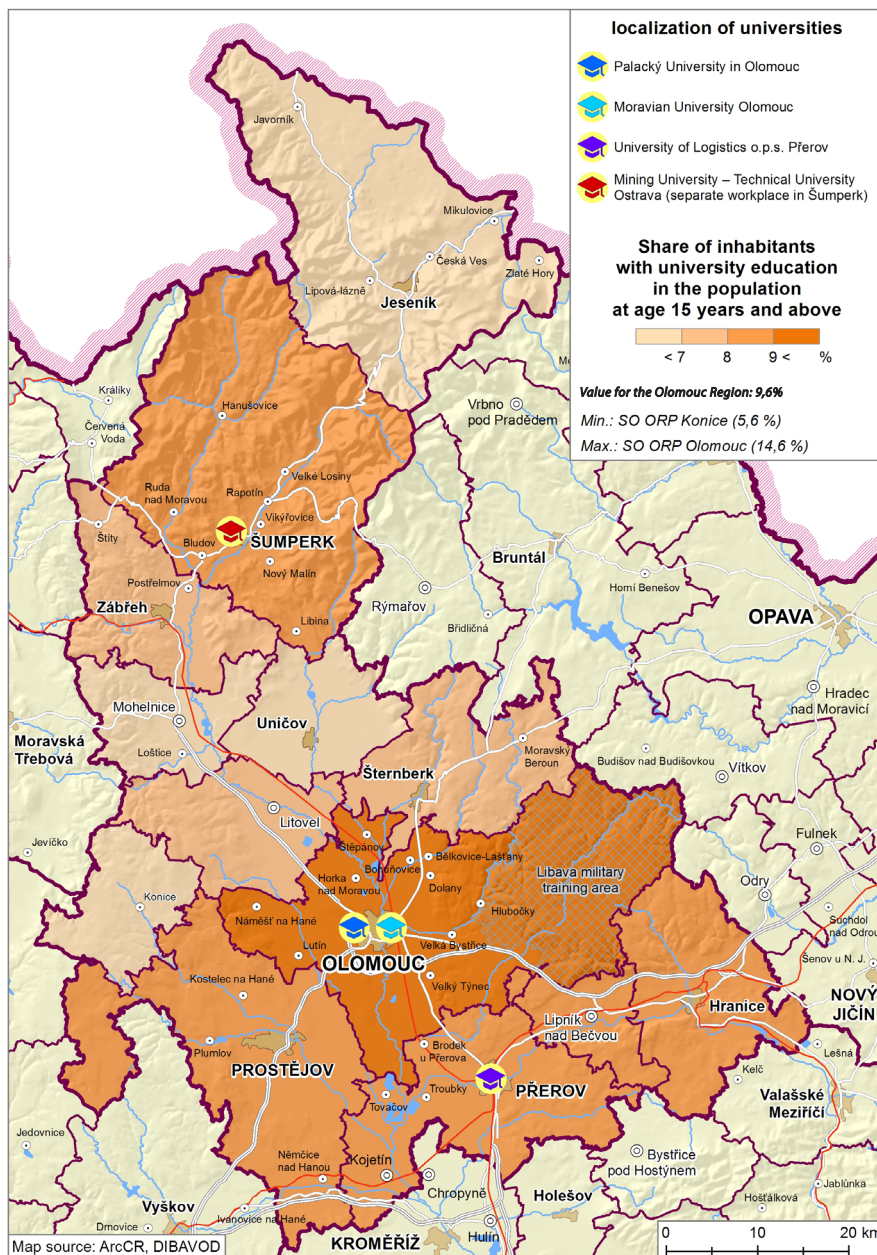 localization of universities
Palacký University in Olomouc
Moravian University Olomouc
University of Logistics o.p.s. Přerov
Mining University – Technical University
Ostrava (separate workplace in Šumperk)
Share of inhabitants
with university education
in the population
at age 15 years and above
< 7 8 9 < %
Value for the Olomouc Region: 9,6%
Min.: SO ORP Konice (5,6 %)
Max.: SO ORP Olomouc (14,6 %)
Javorník
Mikulovice
Česká Ves
Zlaté Hory
Lipová-lázně
Jeseník
Králíky
Hanušovice
Vrbno
pod Pradědem
Červená
Voda
Velké Losiny
Ruda
nad Moravou
Rapotín
Vikýřovice
Štíty
ŠUMPERK
Bludov
Nový Malín
Bruntál
Postřelmov
Horní Benešov
Zábřeh
Rýmařov
Břidličná
OPAVA
Libina
Hradec
nad Moravicí
Mohelnice
Uničov
Moravská
Třebová
Loštice
Moravský
Beroun
Budišov nad Budišovkou
Vítkov
Šternberk
Litovel
Fulnek
Štěpánov
Jevíčko
Bohuňovice
Bělkovice-Lašťany
Horka
nad Moravou
Dolany
Libava military
training area
Odry
Konice
Náměšť na Hané
Hlubočky
Suchdol
nad Odrou
Lutín
Velká Bystřice
Šenov u N. J.
OLOMOUC
Kostelec na Hané
Velký Týnec
NOVÝ
JIČÍN
Hranice
Lipník
nad Bečvou
Plumlov
PROSTĚJOV
Brodek
u Přerova
Lešná
Kelč
PŘEROV
Troubky
Tovačov
Valašské
Meziříčí
Jedovnice
Němčice
nad Hanou
Kojetín
Bystřice
pod Hostýnem
Chropyně
Jablůnka
Vyškov
Holešov
Hošťálková
Ivanovice na Hané
Drnovice
Hulín
KROMĚŘÍŽ
0 10 20 km
Map source: ArcCR, DIBAVOD